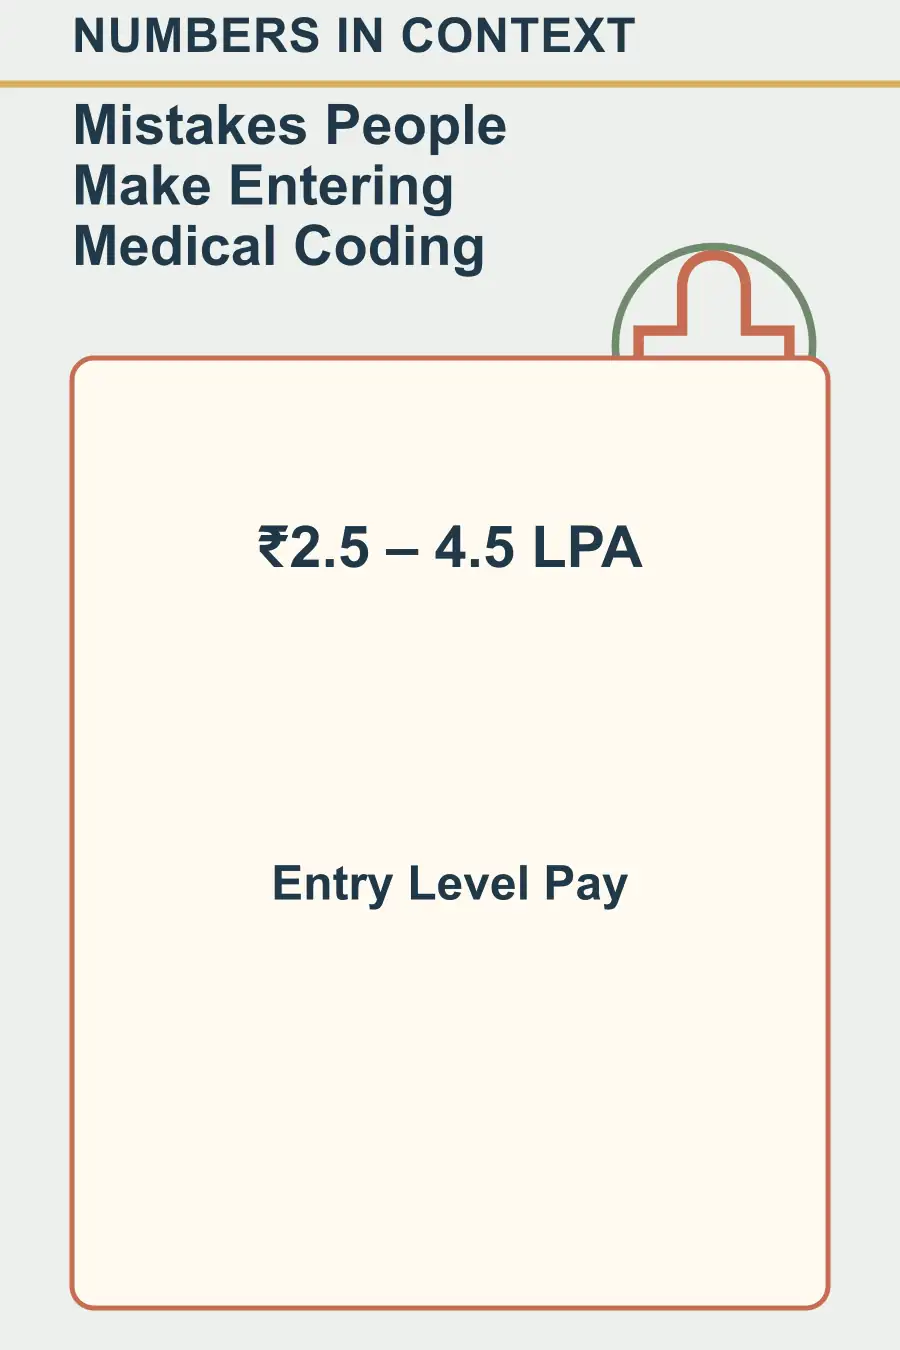 NUMBERS IN CONTEXT
Mistakes People
Make Entering
Medical Coding
₹2.5 – 4.5 LPA
Entry Level Pay